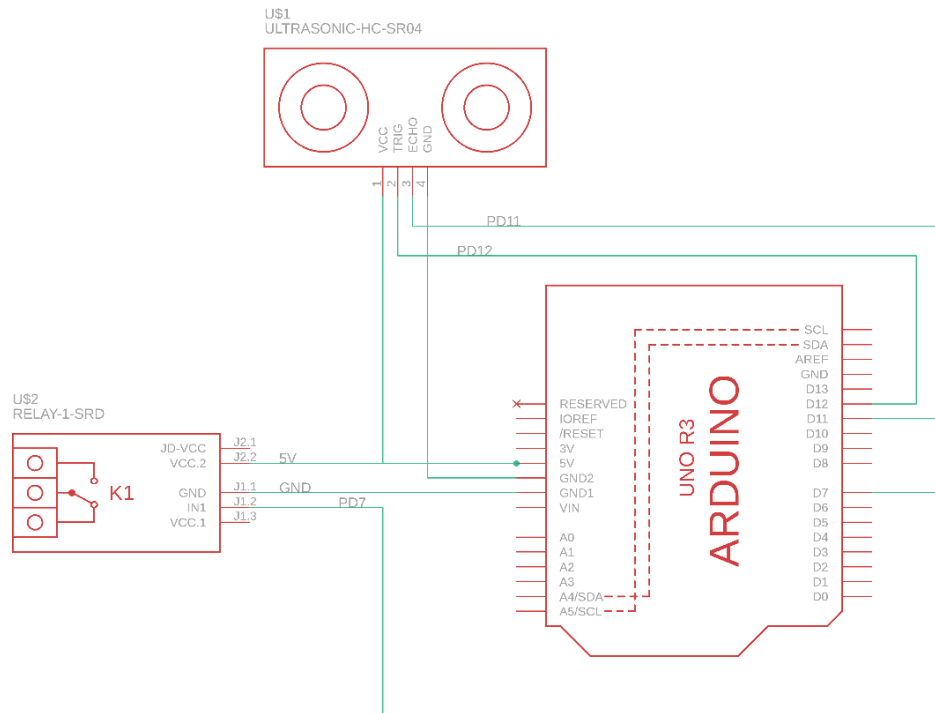 U$1
ULTRASONIC-HC-SR04
VCC
TRIG
ECHO
GND
1
2
3
4
PD11
PD12
U$2
RELAY-1-SRD
JD-VCC
VCC.2
GND
IN1
VCC.1
J2.1
J2.2
J1.1
J1.2
J1.3
K1
5V
GND
PD7
RESERVED
IOREF
/RESET
3V
5V
GND2
GND1
VIN
A0
A1
A2
A3
A4/SDA
A5/SCL
UNO R3
ARDUINO
SCL
SDA
AREF
GND
D13
D12
D11
D10
D9
D8
D7
D6
D5
D4
D3
D2
D1
D0